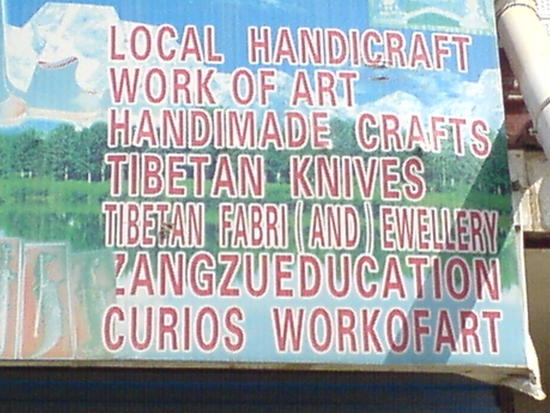 LOCAL HANDICRAFT
WORK OF ART
HANDIMADE CRAFTS
TIBETAN KNIVES
TIBETAN FABRI(AND)EWELLERY
ZANGZUEDUCATION
CURIOS WORKOFART